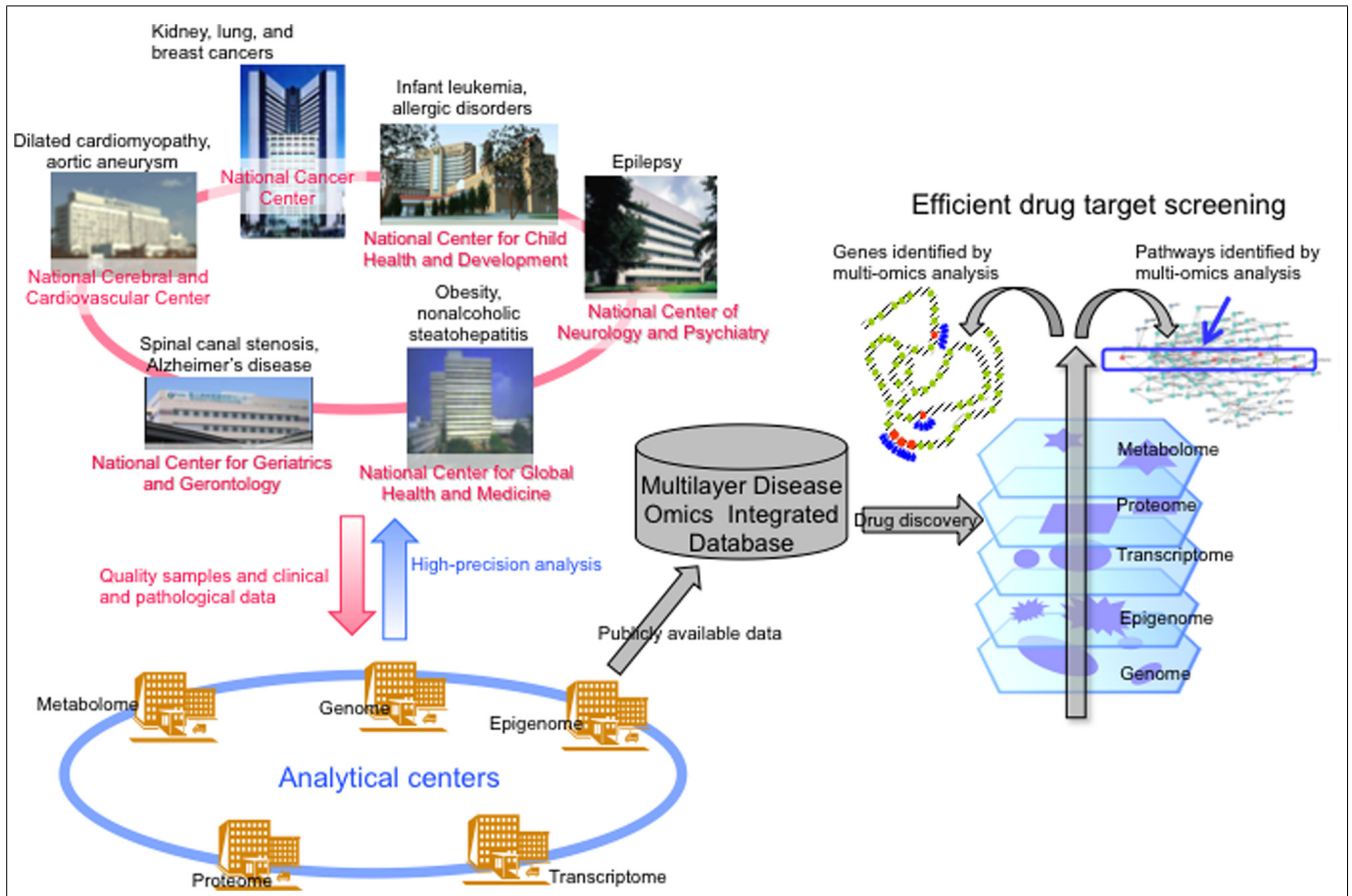 Kidney, lung, and
breast cancers
Infant leukemia,
allergic disorders
Dilated cardiomyopathy,
aortic aneurysm
Epilepsy
National Cancer
Center
National Center for Child
Health and Development
National Cerebral and
Cardiovascular Center
Obesity,
nonalcoholic
steatohepatitis
National Center of
Neurology and Psychiatry
Spinal canal stenosis,
Alzheimer's disease
National Center for Geriatrics
and Gerontology
National Center for Global
Health and Medicine
Quality samples and clinical
and pathological data
High-precision analysis
Metabolome
Genome
Epigenome
Analytical centers
Proteome
Transcriptome
Publicly available data
Multilayer Disease
Omics Integrated
Database
Drug discovery
Efficient drug target screening
Genes identified by
multi-omics analysis
Pathways identified by
multi-omics analysis
Metabolome
Proteome
Transcriptome
Epigenome
Genome